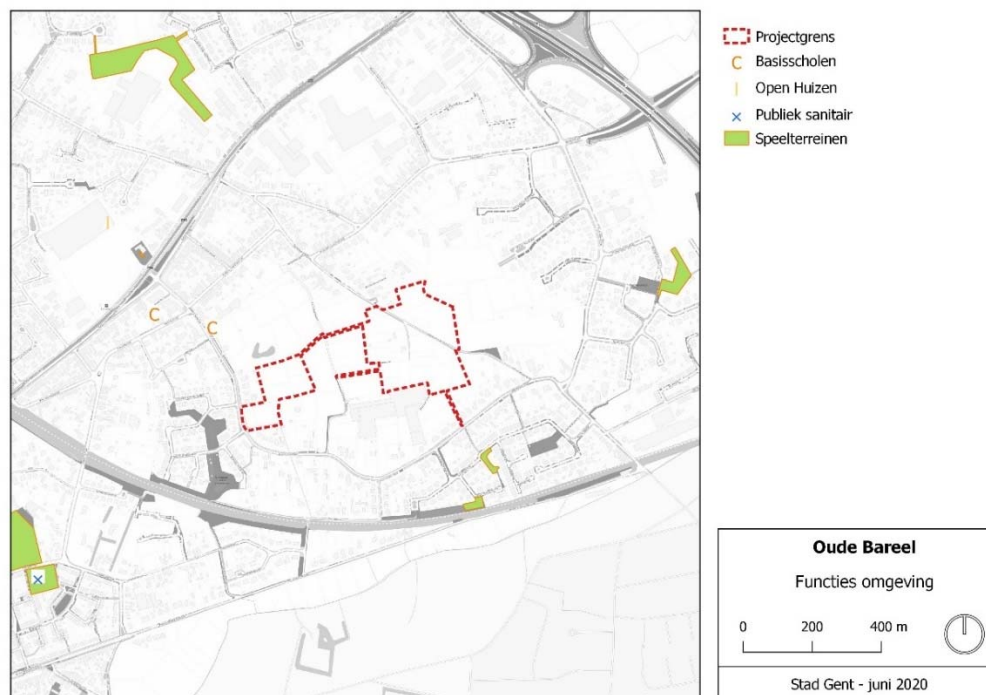 Projectgrens
C Basisscholen
Open Huizen
Publiek sanitair
Speelterreinen
C
C
Oude Bareel
Functies omgeving
0 200 400 m
Stad Gent - juni 2020